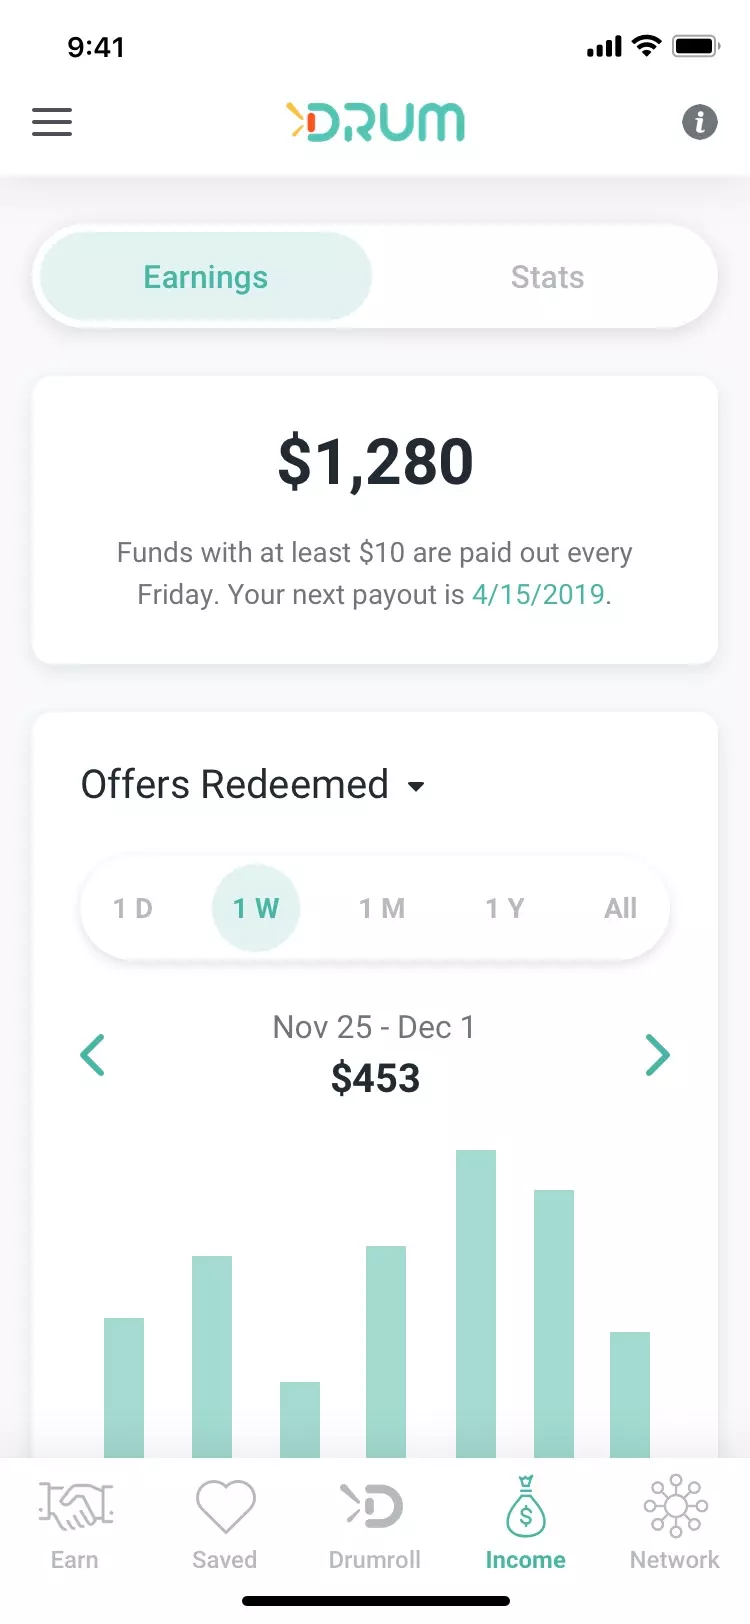 9:41
DRUM
i
Earnings
Stats
$1,280
Funds with at least $10 are paid out every
Friday. Your next payout is 4/15/2019.
Offers Redeemed
1 D
1 W
1 M
1 Y
All
Nov 25 - Dec 1
$453
$
Earn
Saved
Drumroll
Income
Network